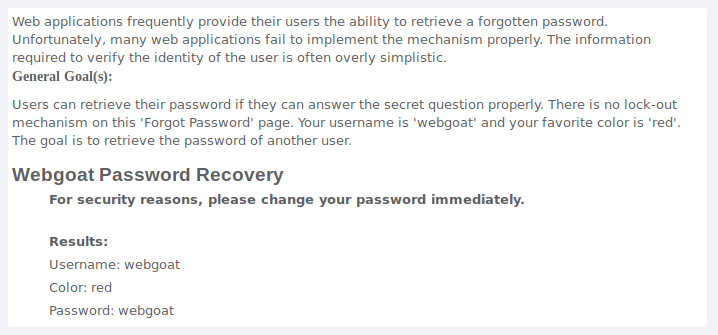 Web applications frequently provide their users the ability to retrieve a forgotten password.
Unfortunately, many web applications fail to implement the mechanism properly. The information
required to verify the identity of the user is often overly simplistic.
General Goal(s):
Users can retrieve their password if they can answer the secret question properly. There is no lock-out
mechanism on this 'Forgot Password' page. Your username is 'webgoat' and your favorite color is 'red'.
The goal is to retrieve the password of another user.
Webgoat Password Recovery
For security reasons, please change your password immediately.
Results:
Username: webgoat
Color: red
Password: webgoat